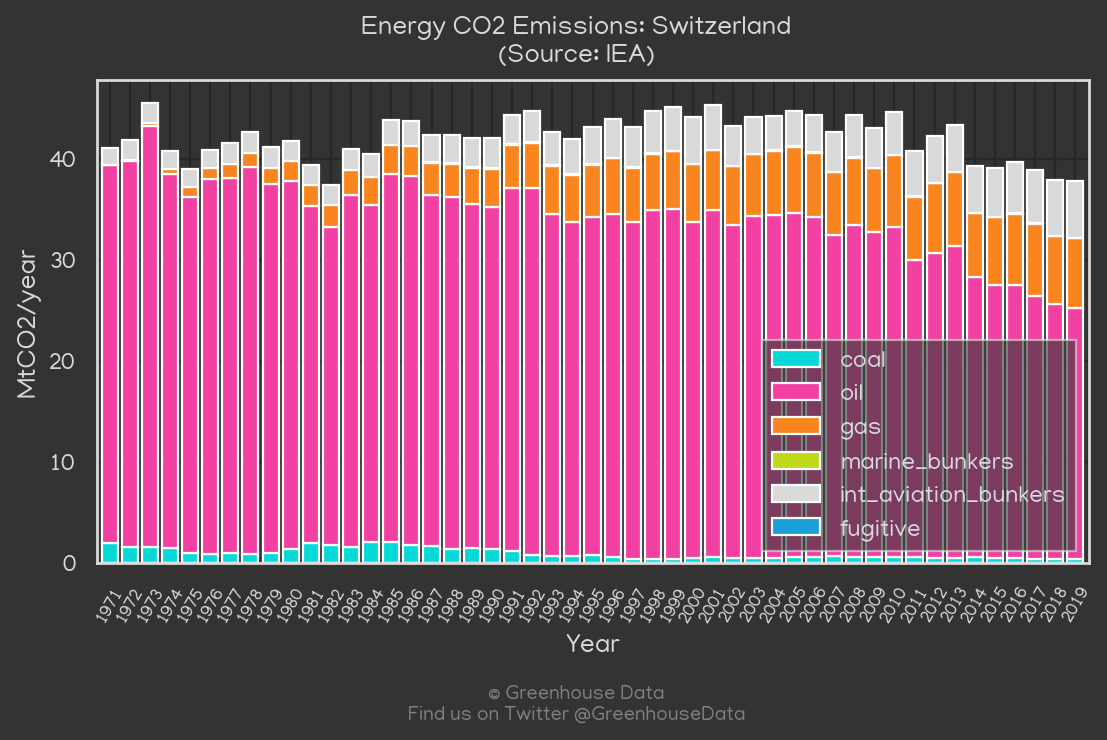 Energy CO2 Emissions: Switzerland
(Source: IEA)
MtCO2/year
40
30
20
10
0
coal
oil
gas
marine_bunkers
int_aviation_bunkers
fugitive
1971 1972 1973 1974 1975 1976 1977 1978 1979 1980 1981 1982 1983 1984 1985 1986 1987 1988 1989 1990 1991 1992 1993 1994 1995 1996 1997 1998 1999 2000 2001 2002 2003 2004 2005 2006 2007 2008 2009 2010 2011 2012 2013 2014 2015 2016 2017 2018 2019
Year
© Greenhouse Data
Find us on Twitter @GreenhouseData